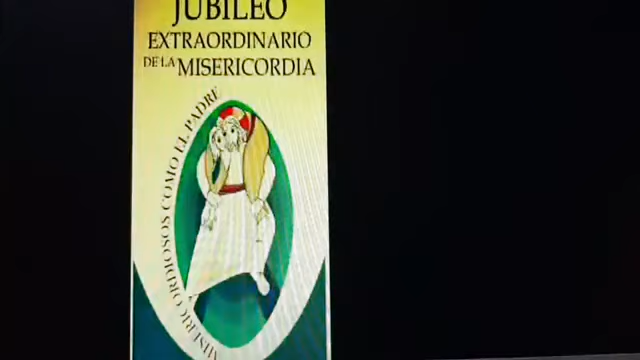 JUBILEO
EXTRAORDINARIO
DE LA MISERICORDIA
MISERICORDIOSOS COMO EL PADRE